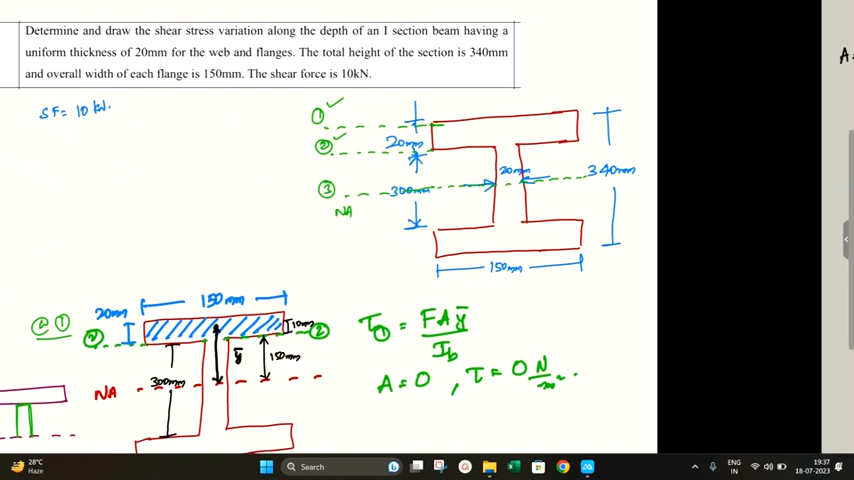 Determine and draw the shear stress variation along the depth of an I section beam having a
uniform thickness of 20mm for the web and flanges. The total height of the section is 340mm
and overall width of each flange is 150mm. The shear force is 10kN.
A=
SF= 10 kN.
①
②
20mm
20mm
340mm
③
300mm
NA
150mm
150mm
20mm
@ ①
②
10mm
②
τ① = FAȳ / Ib
ȳ
150mm
300mm
NA
A = 0 , τ = 0 N/m²
28°C
Haze
Search
ENG
IN
19:37
18-07-2023